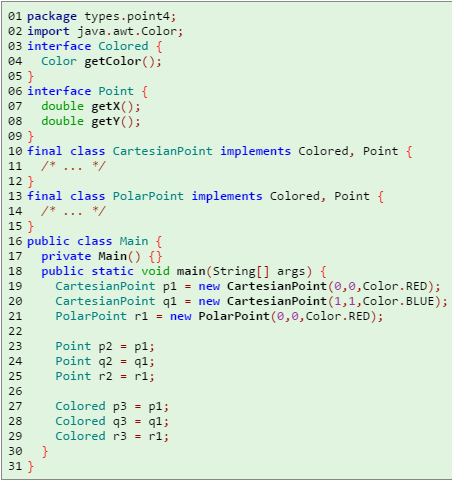 01 package types.point4;
02 import java.awt.Color;
03 interface Colored {
04   Color getColor();
05 }
06 interface Point {
07   double getX();
08   double getY();
09 }
10 final class CartesianPoint implements Colored, Point {
11   /* ... */
12 }
13 final class PolarPoint implements Colored, Point {
14   /* ... */
15 }
16 public class Main {
17   private Main() {}
18   public static void main(String[] args) {
19     CartesianPoint p1 = new CartesianPoint(0,0,Color.RED);
20     CartesianPoint q1 = new CartesianPoint(1,1,Color.BLUE);
21     PolarPoint r1 = new PolarPoint(0,0,Color.RED);
22
23     Point p2 = p1;
24     Point q2 = q1;
25     Point r2 = r1;
26
27     Colored p3 = p1;
28     Colored q3 = q1;
29     Colored r3 = r1;
30   }
31 }